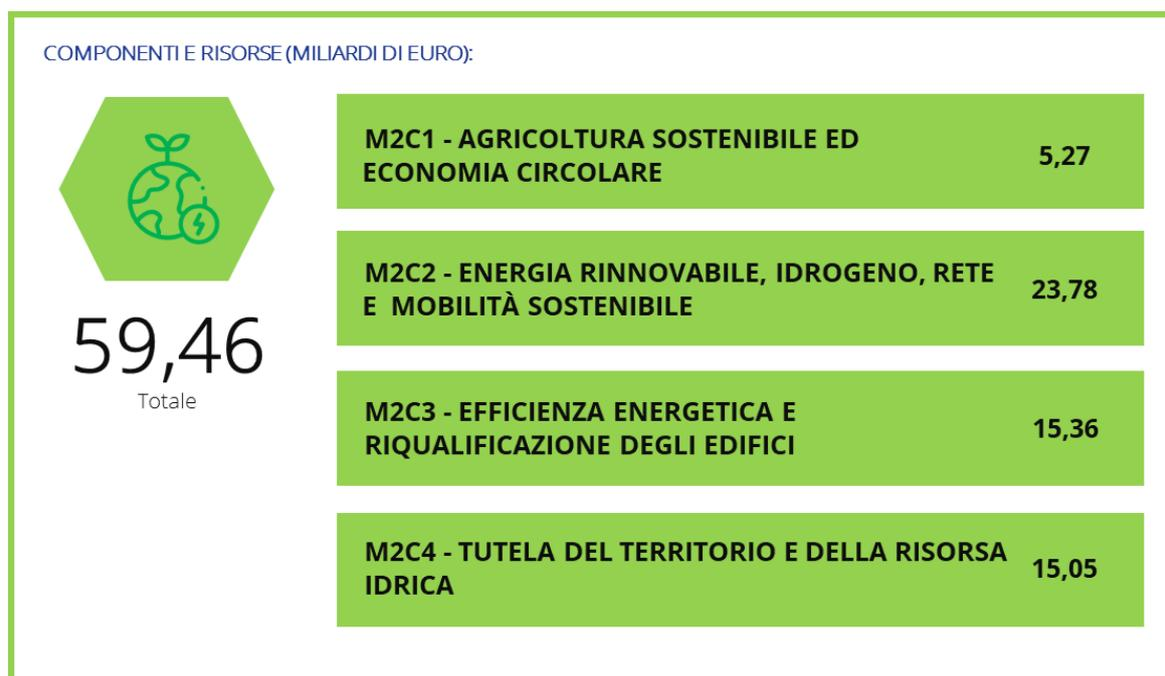 COMPONENTI E RISORSE (MILIARDI DI EURO):
59,46
Totale
M2C1 - AGRICOLTURA SOSTENIBILE ED
ECONOMIA CIRCOLARE
5,27
M2C2 - ENERGIA RINNOVABILE, IDROGENO, RETE
E MOBILITÀ SOSTENIBILE
23,78
M2C3 - EFFICIENZA ENERGETICA E
RIQUALIFICAZIONE DEGLI EDIFICI
15,36
M2C4 - TUTELA DEL TERRITORIO E DELLA RISORSA
IDRICA
15,05